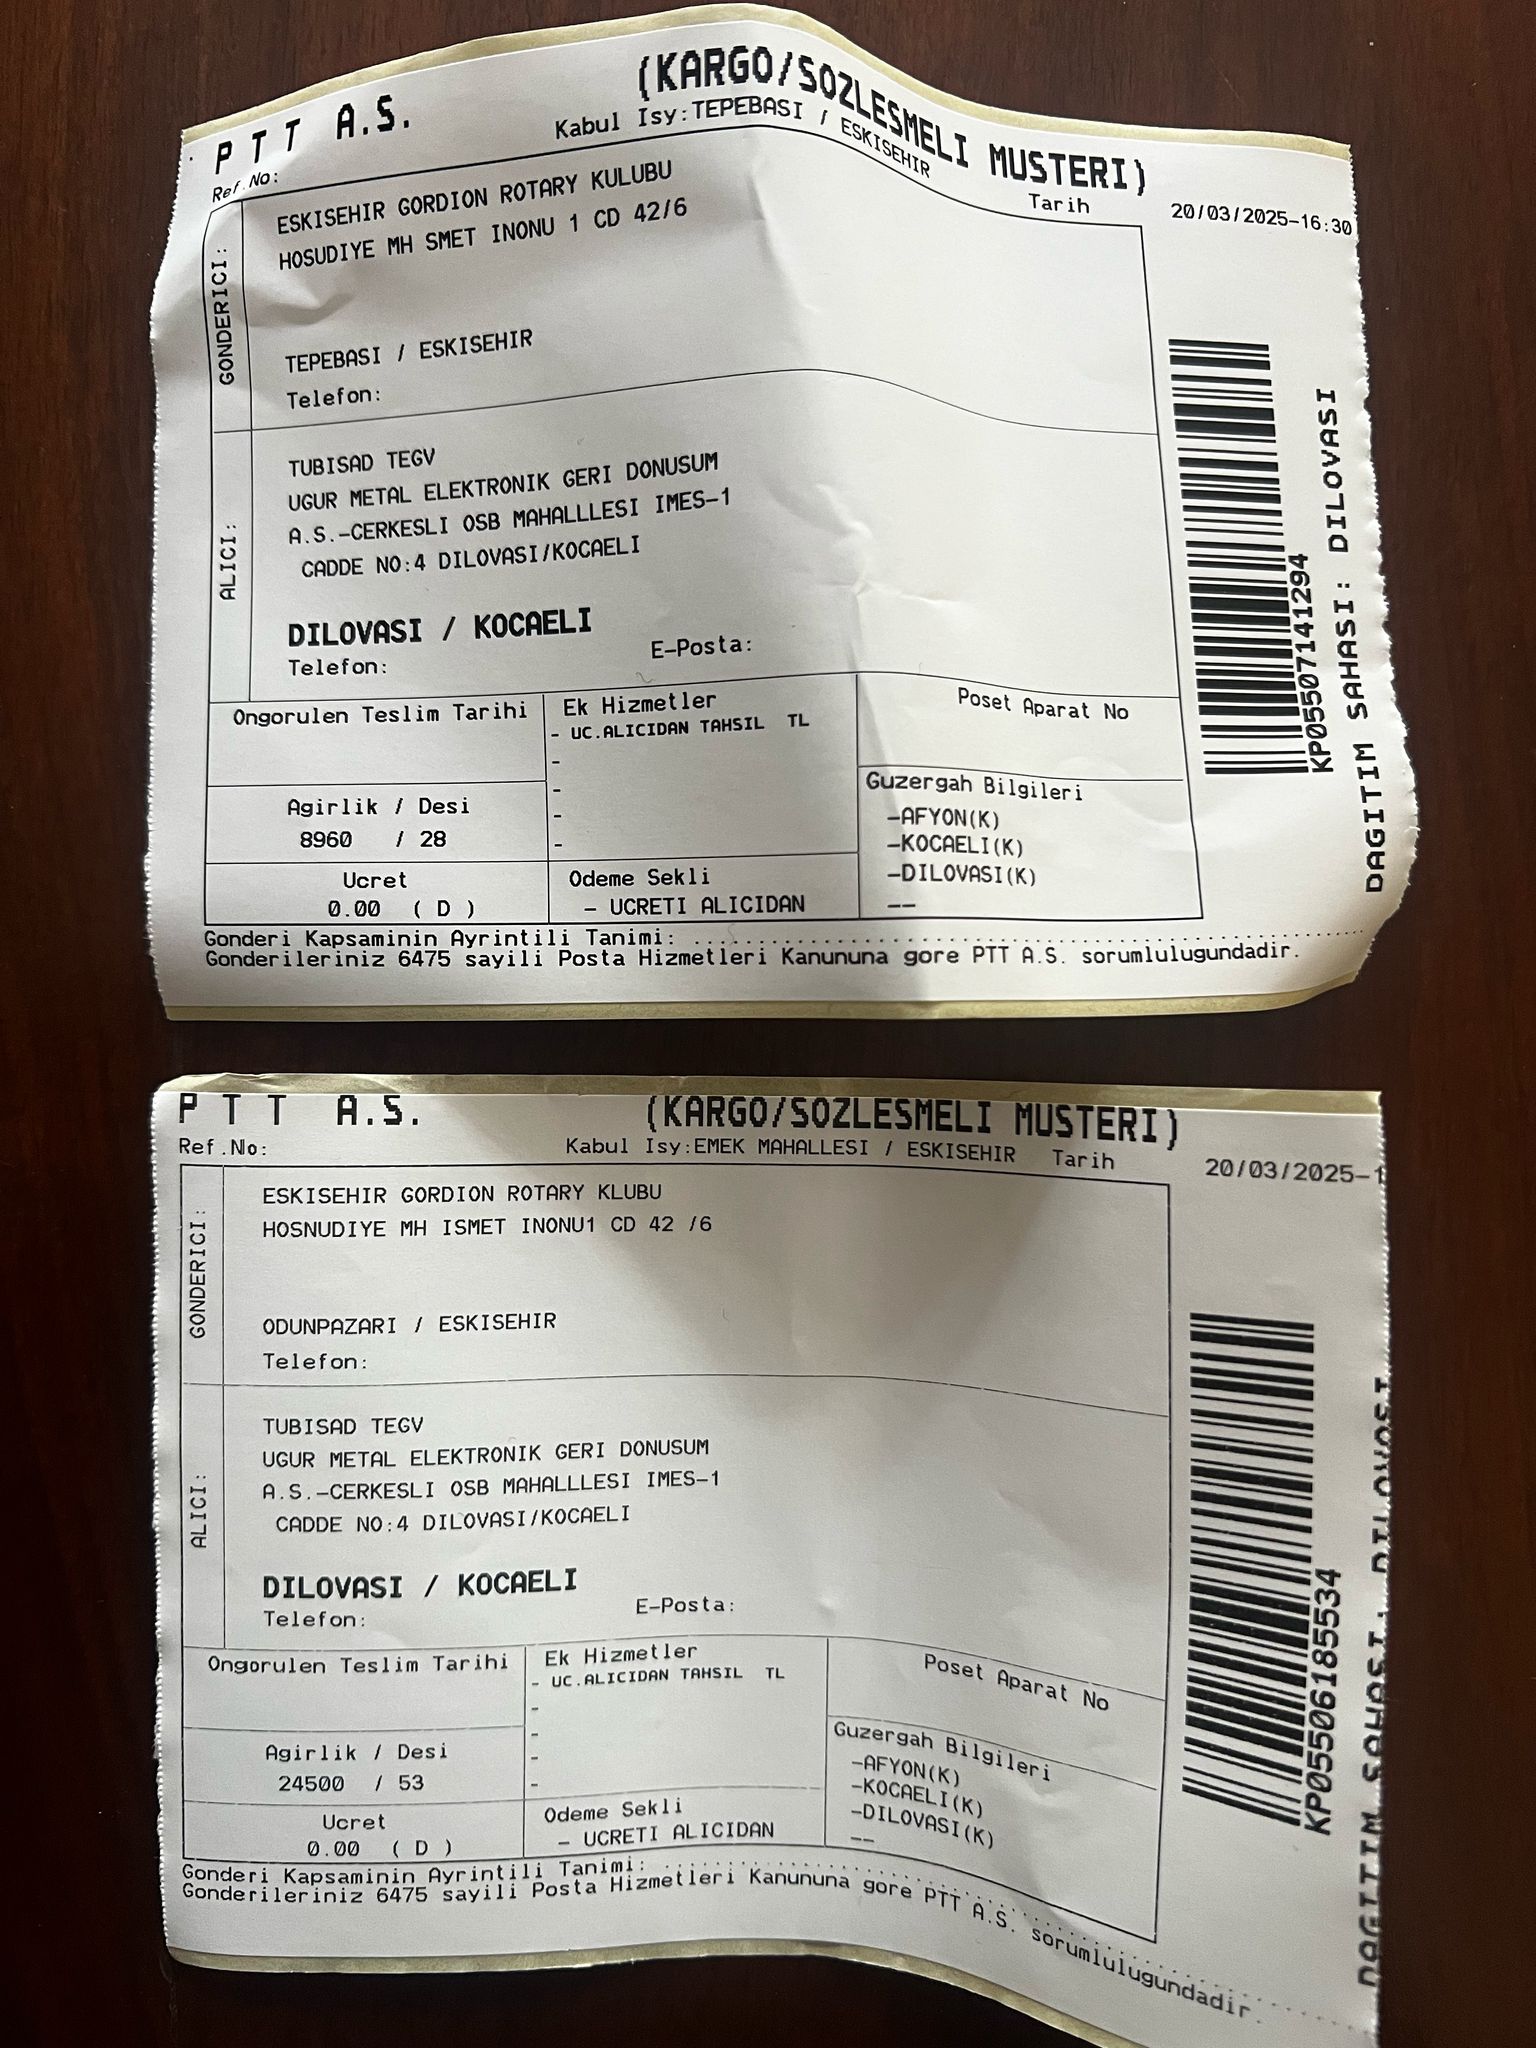 PTT A.S.
(KARGO/SOZLESMELI MUSTERI)
Ref.No:
Kabul Isy:TEPEBASI / ESKISEHIR
Tarih
20/03/2025-16:30
GONDERICI:
ESKISEHIR GORDION ROTARY KULUBU
HOSUDIYE MH SMET INONU 1 CD 42/6
TEPEBASI / ESKISEHIR
Telefon:
ALICI:
TUBISAD TEGV
UGUR METAL ELEKTRONIK GERI DONUSUM
A.S.-CERKESLI OSB MAHALLLESI IMES-1
CADDE NO:4 DILOVASI/KOCAELI
DILOVASI / KOCAELI
Telefon:
E-Posta:
Ongorulen Teslim Tarihi
Ek Hizmetler
- UC.ALICIDAN TAHSIL TL
-
-
-
-
Poset Aparat No
Agirlik / Desi
8960 / 28
Guzergah Bilgileri
-AFYON(K)
-KOCAELI(K)
-DILOVASI(K)
--
Ucret
0.00 ( D )
Odeme Sekli
- UCRETI ALICIDAN
Gonderi Kapsaminin Ayrintili Tanimi: ..........................................
Gonderileriniz 6475 sayili Posta Hizmetleri Kanununa gore PTT A.S. sorumlulugundadir.
KP05507141294
DAGITIM SAHASI: DILOVASI
PTT A.S.
(KARGO/SOZLESMELI MUSTERI)
Ref.No:
Kabul Isy:EMEK MAHALLESI / ESKISEHIR
Tarih
20/03/2025-1
GONDERICI:
ESKISEHIR GORDION ROTARY KLUBU
HOSNUDIYE MH ISMET INONU1 CD 42 /6
ODUNPAZARI / ESKISEHIR
Telefon:
ALICI:
TUBISAD TEGV
UGUR METAL ELEKTRONIK GERI DONUSUM
A.S.-CERKESLI OSB MAHALLLESI IMES-1
CADDE NO:4 DILOVASI/KOCAELI
DILOVASI / KOCAELI
Telefon:
E-Posta:
Ongorulen Teslim Tarihi
Ek Hizmetler
- UC.ALICIDAN TAHSIL TL
-
-
-
-
Poset Aparat No
Agirlik / Desi
24500 / 53
Guzergah Bilgileri
-AFYON(K)
-KOCAELI(K)
-DILOVASI(K)
--
Ucret
0.00 ( D )
Odeme Sekli
- UCRETI ALICIDAN
Gonderi Kapsaminin Ayrintili Tanimi: ..........................................
Gonderileriniz 6475 sayili Posta Hizmetleri Kanununa gore PTT A.S. sorumlulugundadir.
KP05506185534
DAGITIM SAHASI: DILOVASI